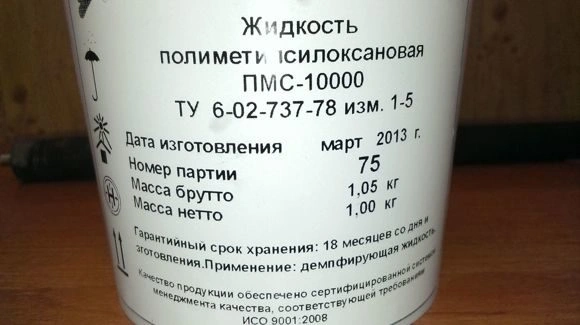 Жидкость
полиметилсилоксановая
ПМС-10000
ТУ 6-02-737-78 изм. 1-5
Дата изготовления март 2013 г.
Номер партии 75
Масса брутто 1,05 кг
Масса нетто 1,00 кг
Гарантийный срок хранения: 18 месяцев со дня и
зготовления.Применение: демпфирующая жидкость.
Качество продукции обеспечено сертифицированной системой
менеджмента качества, соответствующей требованиям
ИСО 9001:2008